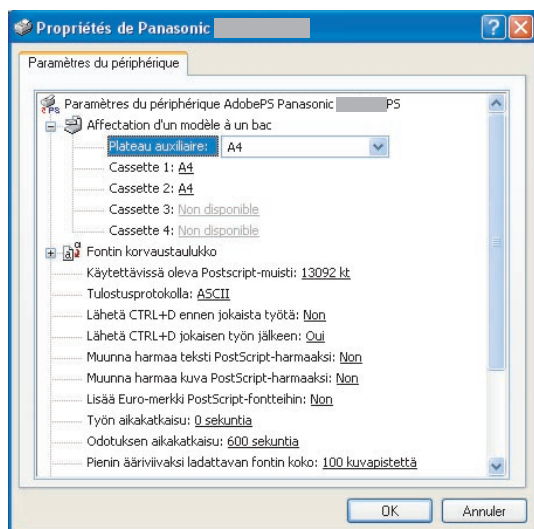 Propriétés de Panasonic
Paramètres du périphérique
Paramètres du périphérique AdobePS Panasonic PS
Affectation d'un modèle à un bac
Plateau auxiliaire: A4
Cassette 1: A4
Cassette 2: A4
Cassette 3: Non disponible
Cassette 4: Non disponible
Fontin korvaustaulukko
Käytettävissä oleva Postscript-muisti: 13092 kt
Tulostusprotokolla: ASCII
Lähetä CTRL+D ennen jokaista työtä: Non
Lähetä CTRL+D jokaisen työn jälkeen: Oui
Muunna harmaa teksti PostScript-harmaaksi: Non
Muunna harmaa kuva PostScript-harmaaksi: Non
Lisää Euro-merkki PostScript-fontteihin: Non
Työn aikakatkaisu: 0 sekuntia
Odotuksen aikakatkaisu: 600 sekuntia
Pienin ääriviivaksi ladattavan fontin koko: 100 kuvapistettä
OK Annuler